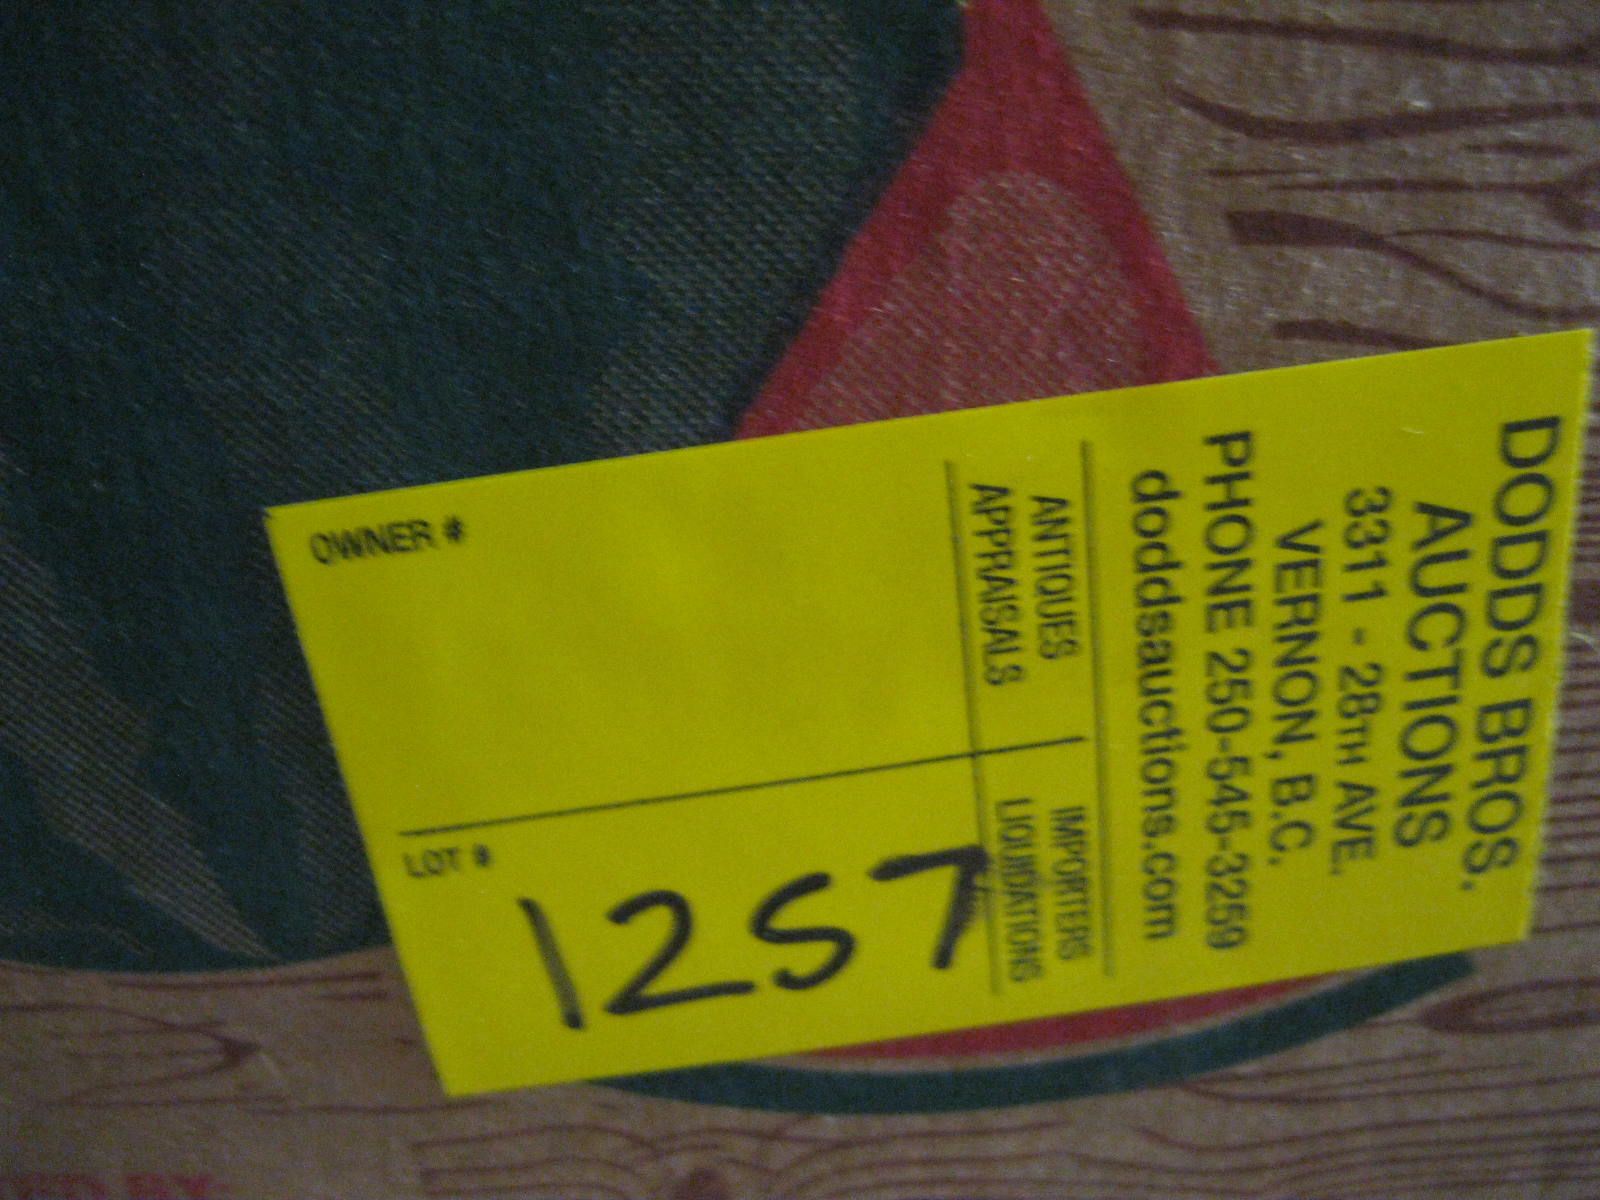 DODDS BROS.
AUCTIONS
3311 - 28TH AVE.
VERNON, B.C.
PHONE 250-545-3259
doddsauctions.com
ANTIQUES
APPRAISALS
IMPORTERS
LIQUIDATIONS
OWNER #
LOT #
1257